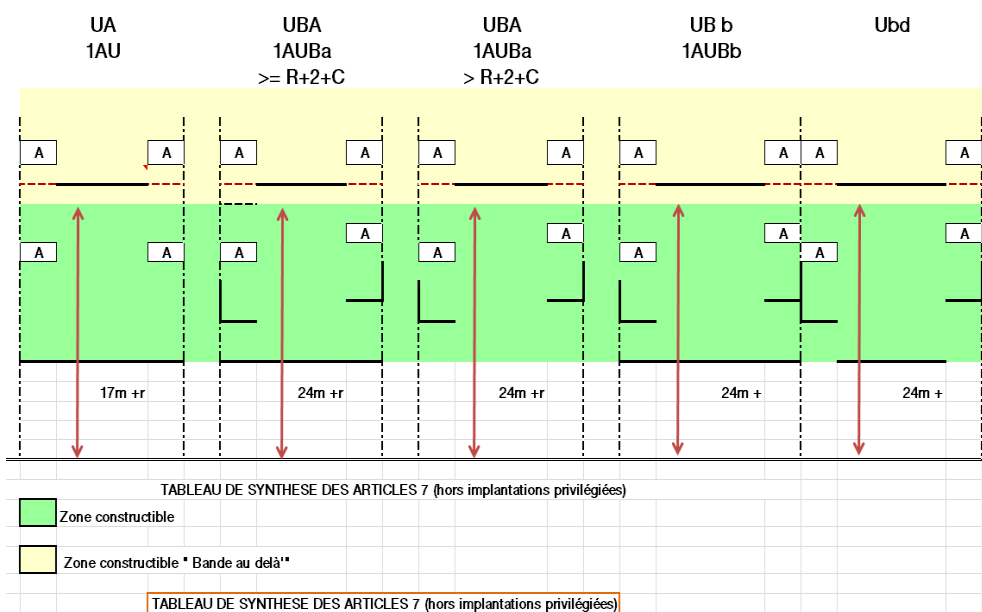 UA UBA UBA UB b Ubd
1AU 1AUBa 1AUBa 1AUBb
>= R+2+C > R+2+C
A A A A A A A A A A
A A A A
A A A A A A
17m +r 24m +r 24m +r 24m + 24m +
TABLEAU DE SYNTHESE DES ARTICLES 7 (hors implantations privilégiées)
Zone constructible
Zone constructible " Bande au delà'"
TABLEAU DE SYNTHESE DES ARTICLES 7 (hors implantations privilégiées)